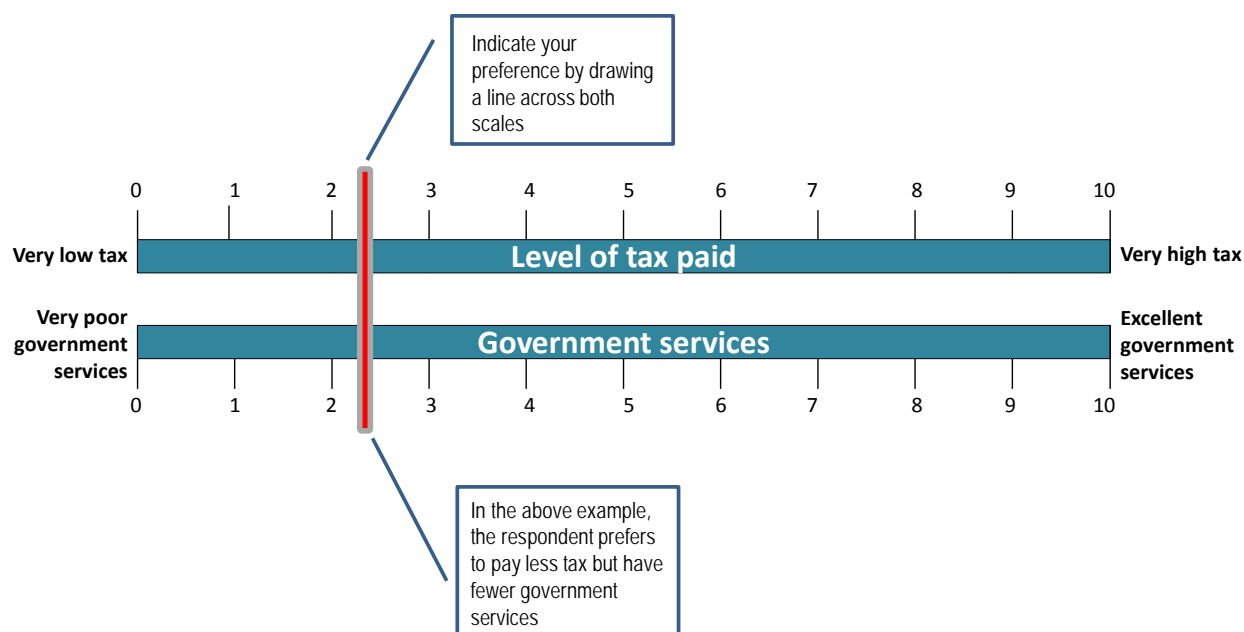 Indicate your
preference by drawing
a line across both
scales
0 1 2 3 4 5 6 7 8 9 10
Very low tax
Level of tax paid
Very high tax
Very poor
government
services
Government services
Excellent
government
services
0 1 2 3 4 5 6 7 8 9 10
In the above example,
the respondent prefers
to pay less tax but have
fewer government
services